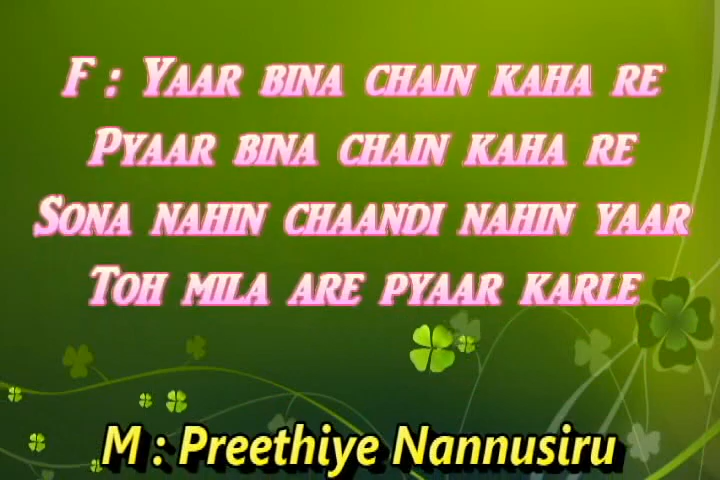 F : Yaar bina chain kaha re
Pyaar bina chain kaha re
Sona nahin chaandi nahin yaar
Toh mila are pyaar karle
M : Preethiye Nannusiru